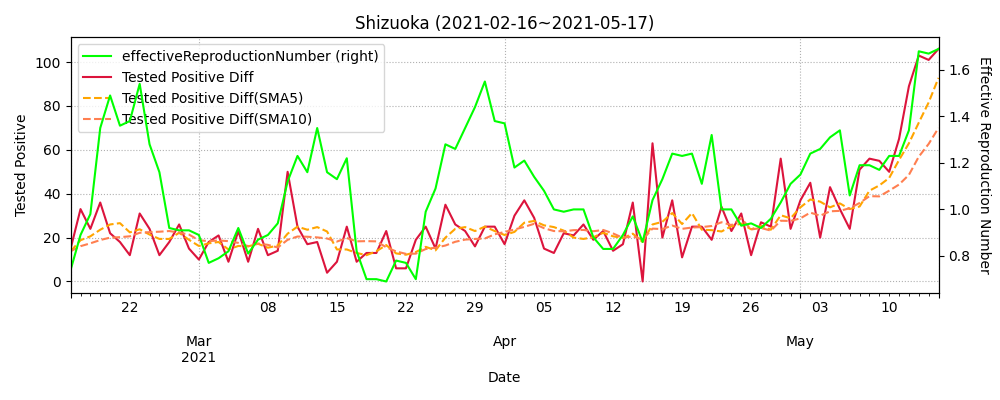 Shizuoka (2021-02-16~2021-05-17)
effectiveReproductionNumber (right)
Tested Positive Diff
Tested Positive Diff(SMA5)
Tested Positive Diff(SMA10)
Tested Positive
100
80
60
40
20
0
1.6
1.4
1.2
1.0
0.8
Effective Reproduction Number
22 08 15 22 29 05 12 19 26 03 10
Mar Apr May
2021
Date